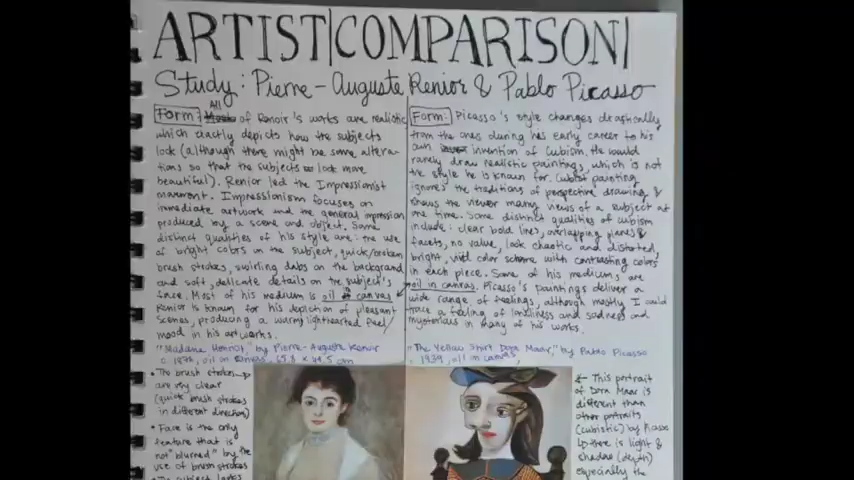 ARTIST|COMPARISON|
Study: Pierre-Auguste Renior & Pablo Picasso
Form: All of Renoir's works are realistic
which exactly depicts how the subjects
look (although there might be some altera-
tions so that the subjects look more
beautiful). Renior led the Impressionist
movement. Impressionism focuses on
immediate artwork and the general impression
produced by a scene and object. Some
distinct qualities of his style are: the use
of bright colors on the subject, quick/broken
brush strokes, swirling dabs on the background
and soft, delicate details on the subject's
face. Most of his medium is oil in canvas
Renior is known for his depiction of pleasant
scenes, producing a warm, lighthearted feel/
mood in his artworks.
Form: Picasso's style changes drastically
from the ones during his early career to his
own invention of Cubism. He would
rarely draw realistic paintings, which is not
the style he is known for. Cubist painting
ignores the traditions of perspective drawing &
shows the viewer many views of a subject at
one time. Some distinct qualities of cubism
include: clear bold lines, overlapping planes &
facets, no value, look chaotic and distorted,
bright, vivid color scheme with contrasting colors
in each piece. Some of his mediums are
oil in canvas. Picasso's paintings deliver a
wide range of feelings, although mostly I could
trace a feeling of loneliness and sadness and
mysterious in many of his works.
"Madame Henriot," by Pierre-Auguste Renoir
oil in canvas, 65.8 x 49.5 cm
"The Yellow Shirt Dora Maar," by Pablo Picasso
1939, oil in canvas
• The brush strokes
are very clear
(quick brush strokes
in different direction)
• Face is the only
feature that is
not "blurred" by the
use of brush strokes
This portrait
of Dora Maar is
different than
other portraits
(cubistic) by Picasso
there is light &
shadow (depth)
especially the